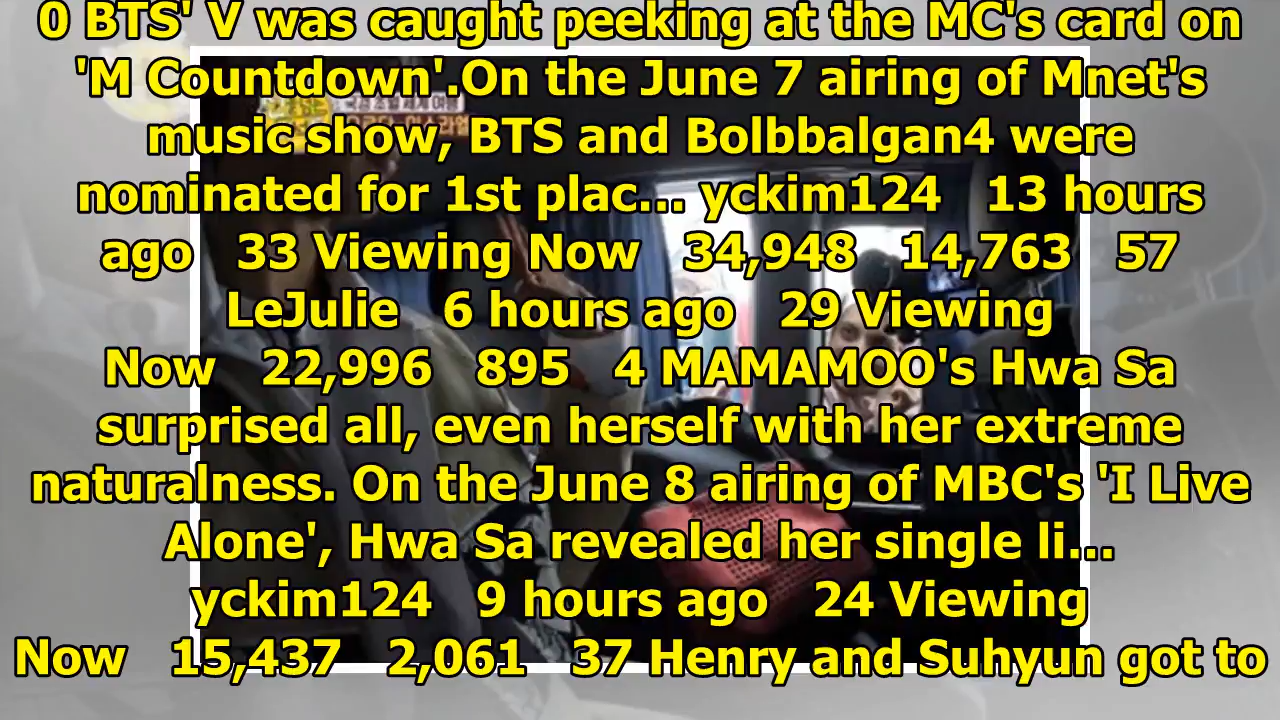 0 BTS' V was caught peeking at the MC's card on
'M Countdown'.On the June 7 airing of Mnet's
music show, BTS and Bolbbalgan4 were
nominated for 1st plac... yckim124 13 hours
ago 33 Viewing Now 34,948 14,763 57
LeJulie 6 hours ago 29 Viewing
Now 22,996 895 4 MAMAMOO's Hwa Sa
surprised all, even herself with her extreme
naturalness. On the June 8 airing of MBC's 'I Live
Alone', Hwa Sa revealed her single li...
yckim124 9 hours ago 24 Viewing
Now 15,437 2,061 37 Henry and Suhyun got to